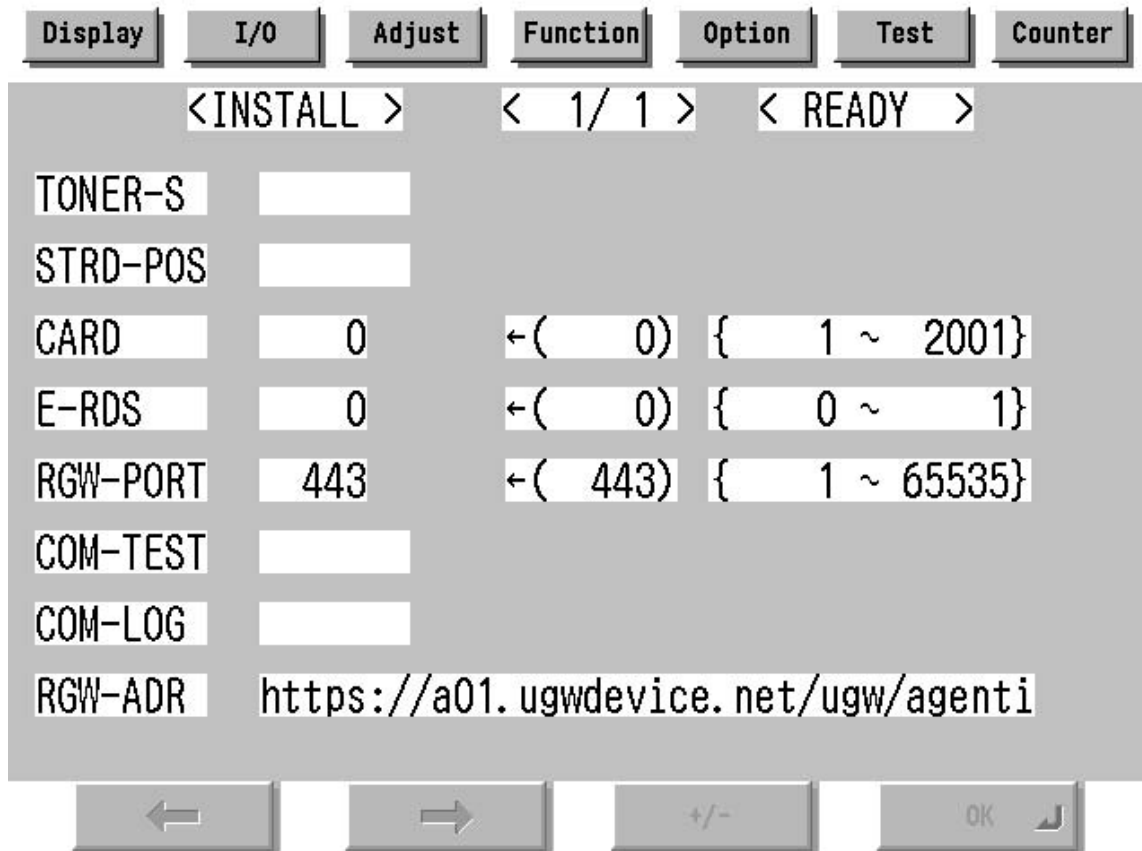 Display I/O Adjust Function Option Test Counter
<INSTALL > < 1/ 1 > < READY >
TONER-S
STRD-POS
CARD 0 ←( 0) { 1 ~ 2001}
E-RDS 0 ←( 0) { 0 ~ 1}
RGW-PORT 443 ←( 443) { 1 ~ 65535}
COM-TEST
COM-LOG
RGW-ADR https://a01.ugwdevice.net/ugw/agenti
+/- OK